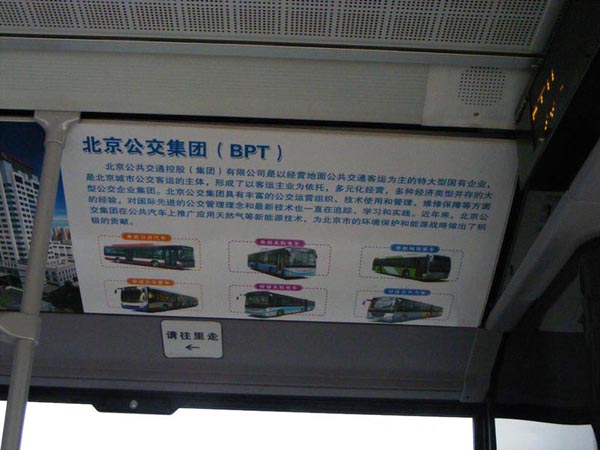 北京公交集团（BPT）
北京公共交通控股（集团）有限公司是以经营地面公共交通客运为主的特大型国有企业，
是北京城市公交客运的主体，形成了以客运主业为依托，多元化经营，多种经济类型并存的大
型公交企业集团。北京公交集团具有丰富的公交运营组织、技术使用和管理、维修保障等方面
的经验，对国际先进的公交管理理念和最新技术也一直在追踪、学习和实践。近年来，北京公
交集团在公共汽车上推广应用天然气等新能源技术，为北京市的环境保护和能源战略做出了积
极的贡献。
请往里走
←